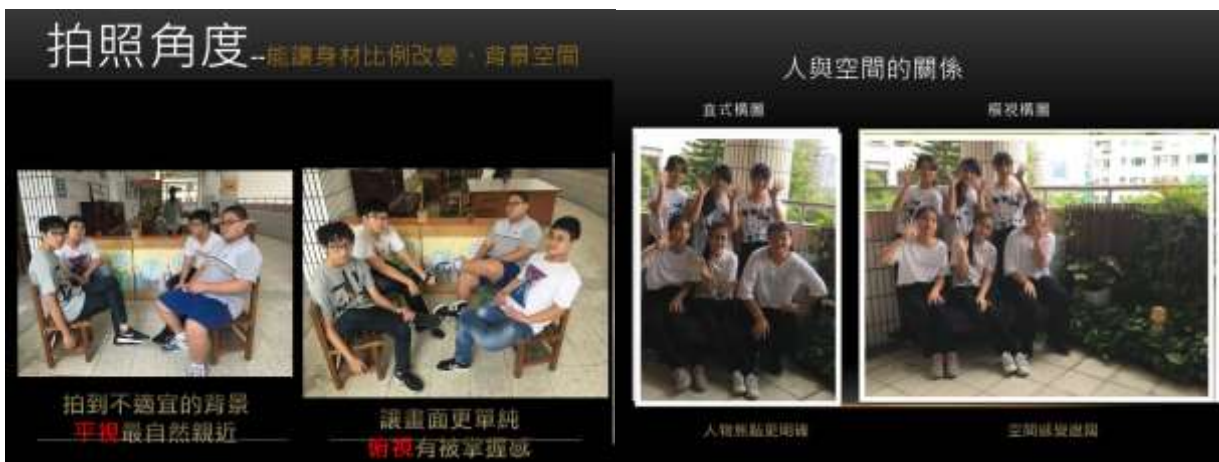 拍照角度--能讓身材比例改變、背景空間
拍到不適宜的背景
平視最自然親近
讓畫面更單純
俯視有被掌握感
人與空間的關係
直式構圖
橫視構圖
人物焦點更明確
空間感變遼闊